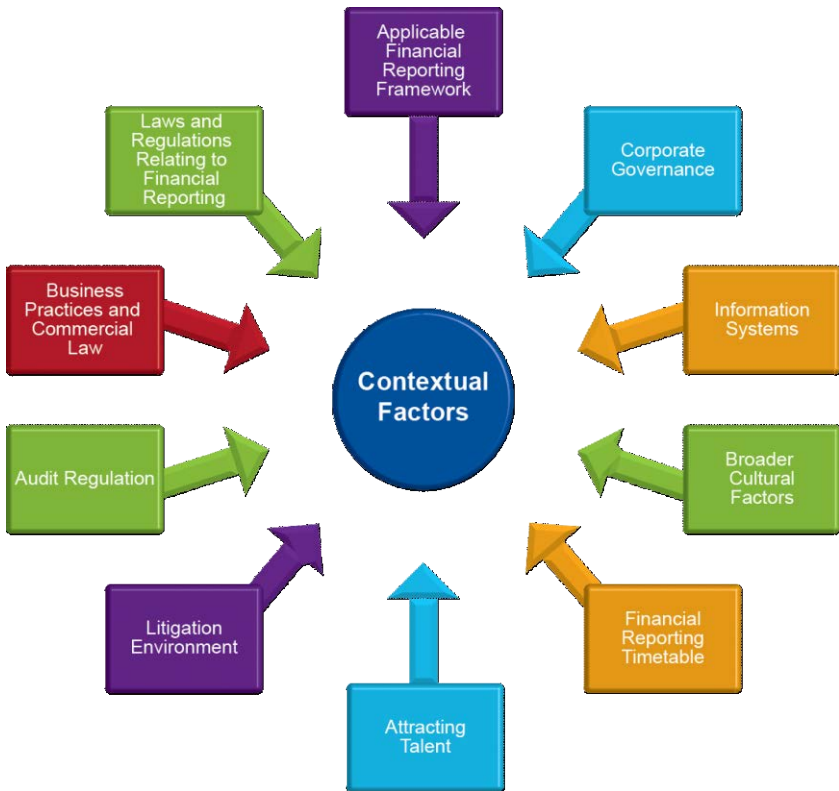 Applicable
Financial
Reporting
Framework
Laws and
Regulations
Relating to
Financial
Reporting
Corporate
Governance
Business
Practices and
Commercial
Law
Information
Systems
Contextual
Factors
Audit Regulation
Broader
Cultural
Factors
Litigation
Environment
Financial
Reporting
Timetable
Attracting
Talent